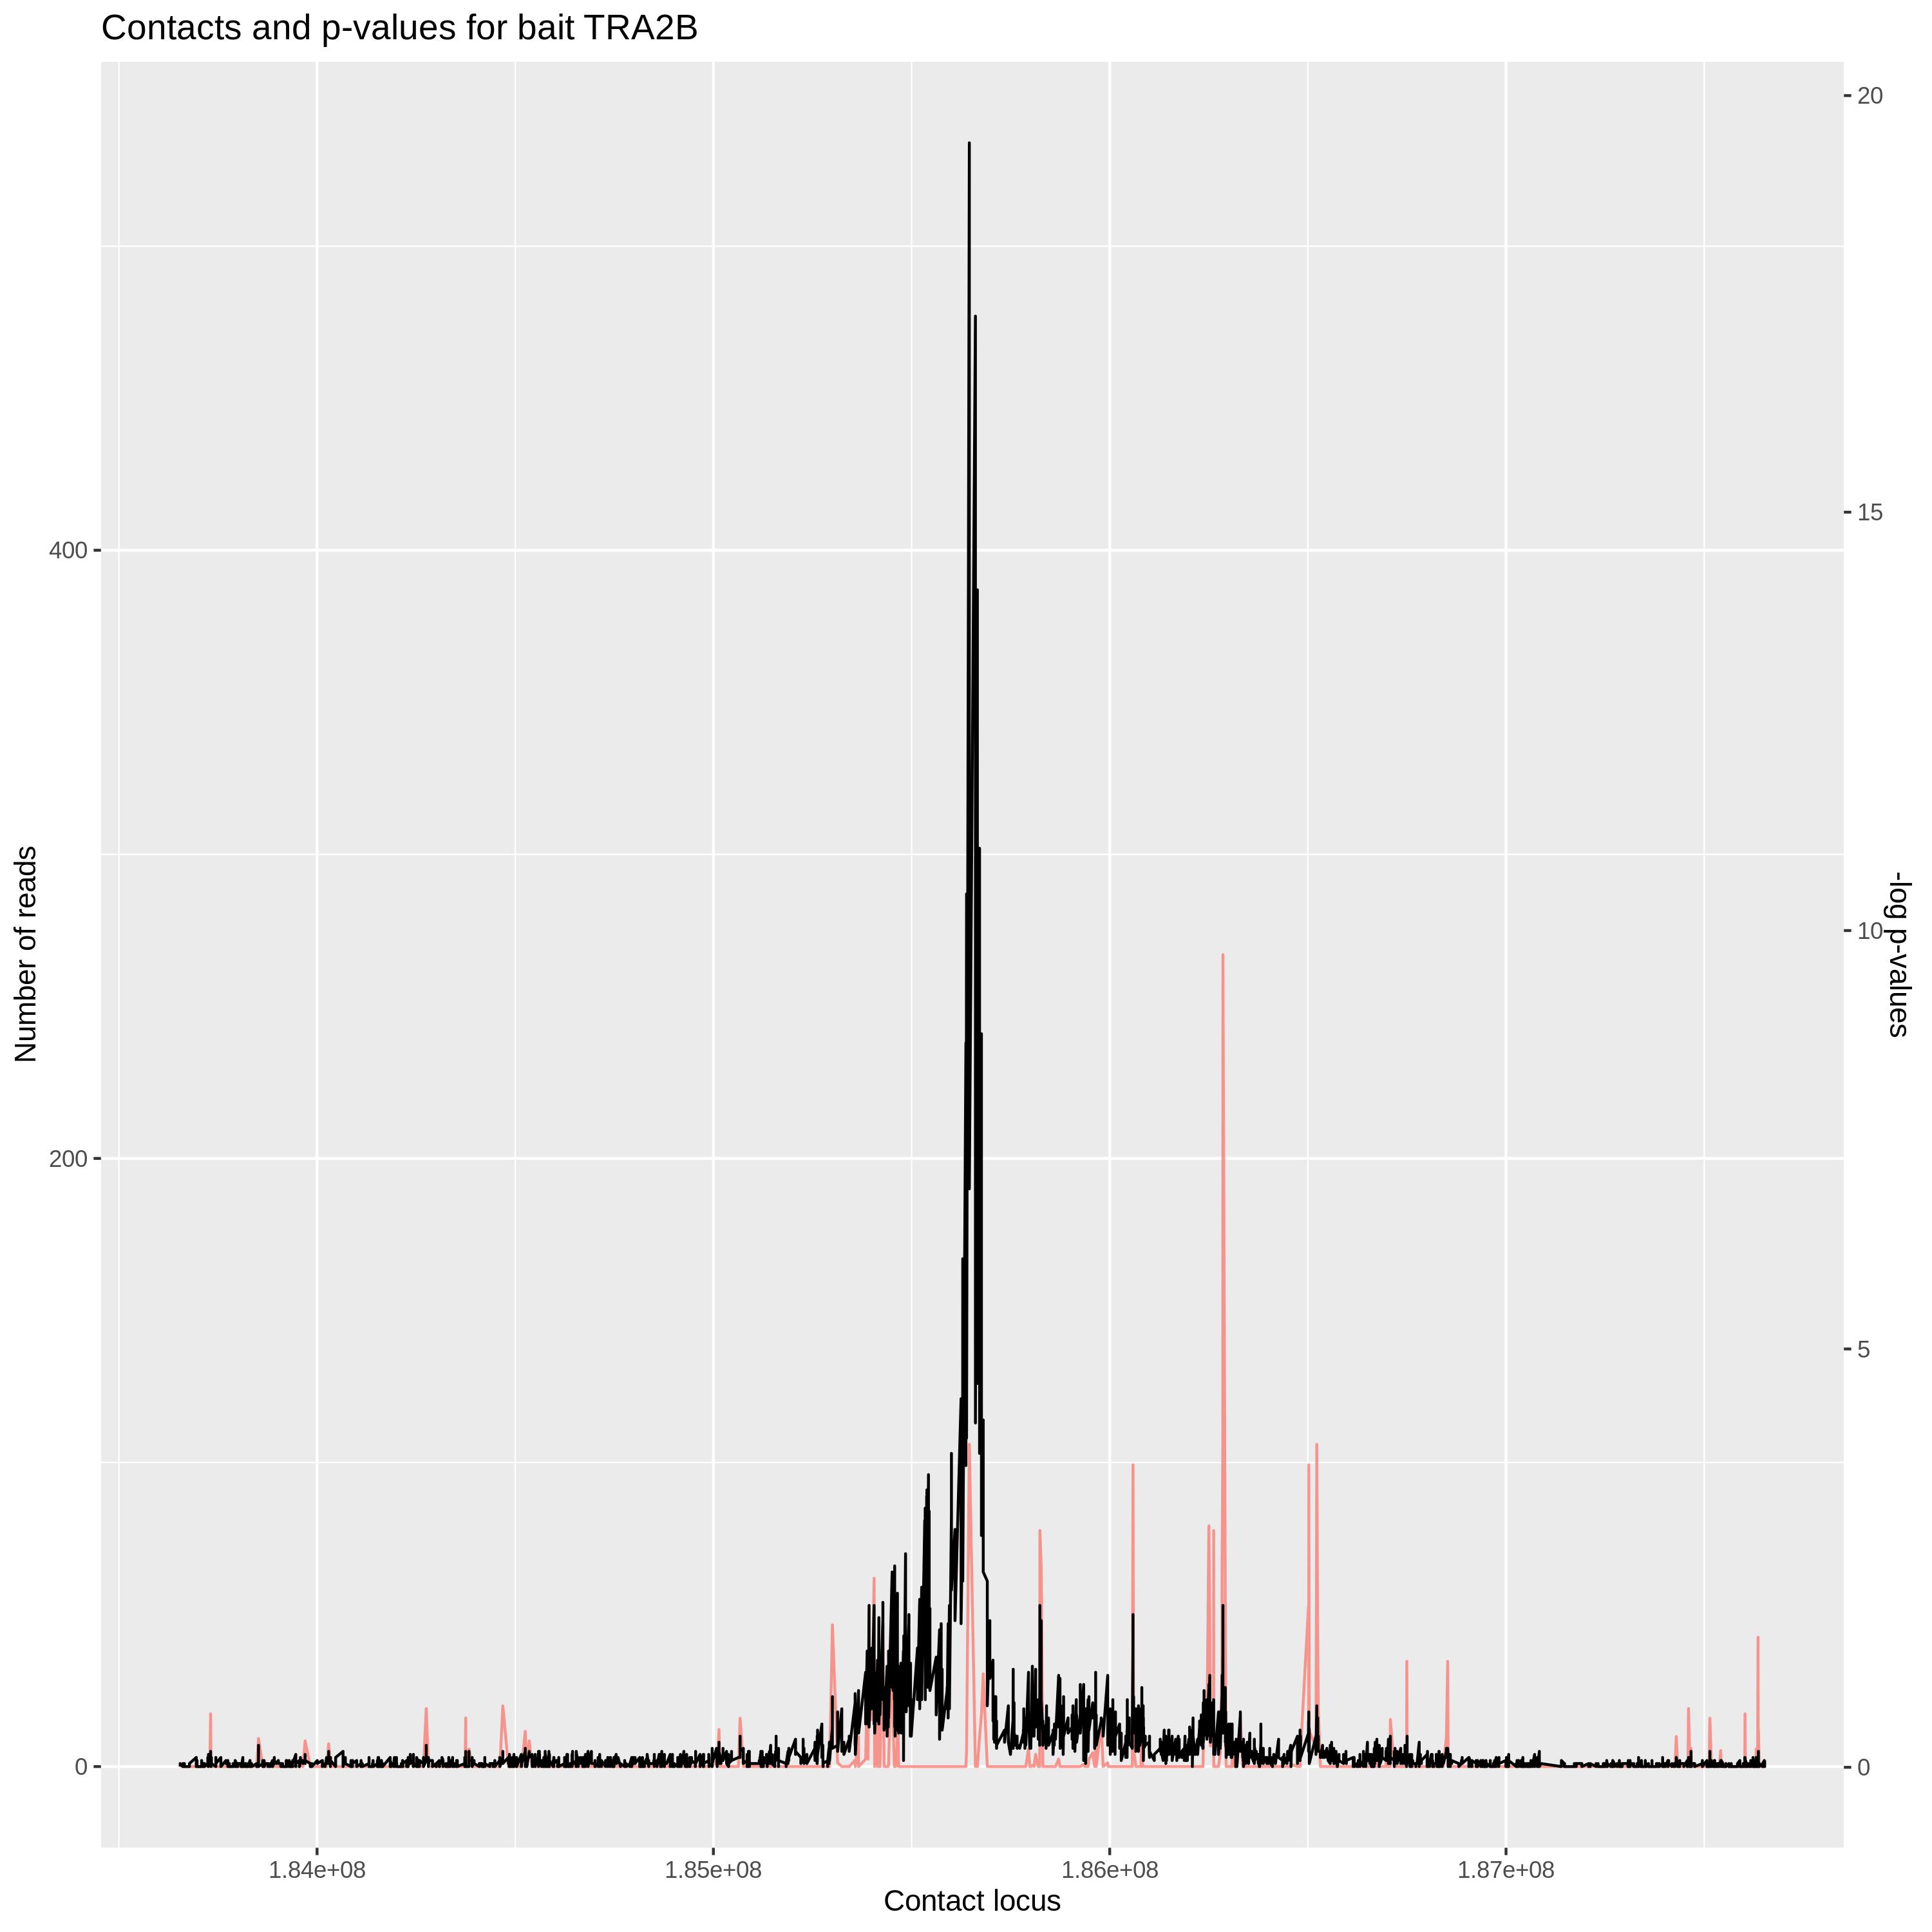 Contacts and p-values for bait TRA2B
20
15
400
10
Number of reads
-log p-values
200
5
0
0
1.84e+08
1.85e+08
1.86e+08
1.87e+08
Contact locus